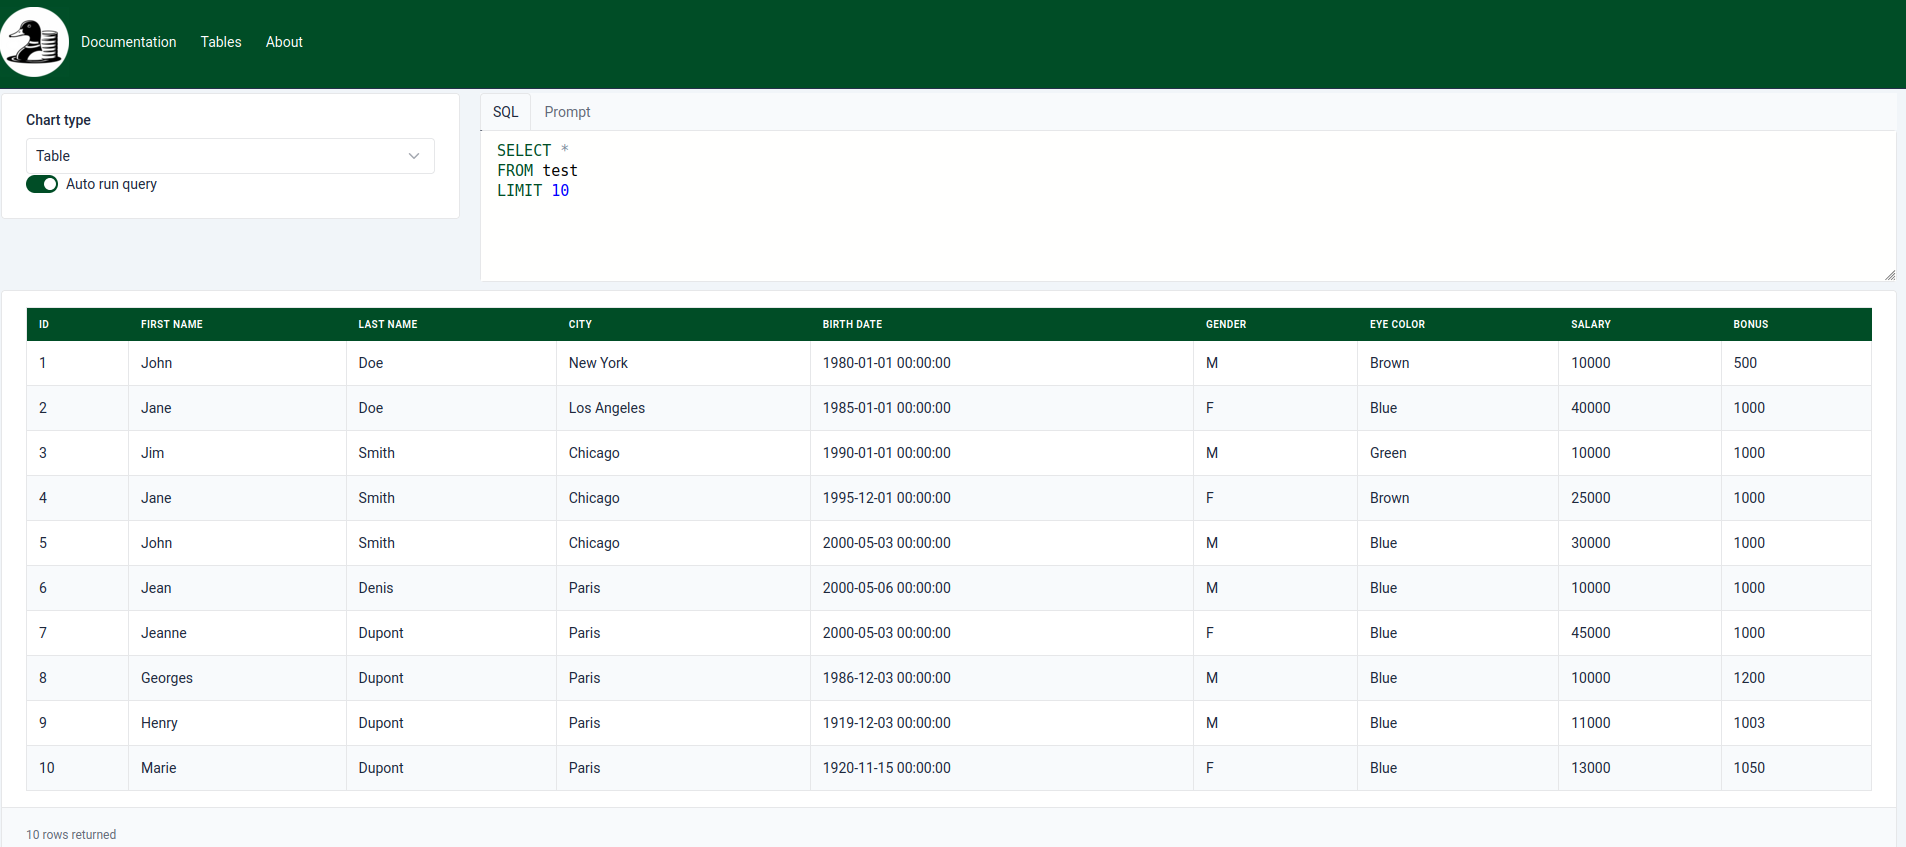 Documentation Tables About
Chart type
Table
Auto run query
SQL Prompt
SELECT *
FROM test
LIMIT 10
ID FIRST NAME LAST NAME CITY BIRTH DATE GENDER EYE COLOR SALARY BONUS
1 John Doe New York 1980-01-01 00:00:00 M Brown 10000 500
2 Jane Doe Los Angeles 1985-01-01 00:00:00 F Blue 40000 1000
3 Jim Smith Chicago 1990-01-01 00:00:00 M Green 10000 1000
4 Jane Smith Chicago 1995-12-01 00:00:00 F Brown 25000 1000
5 John Smith Chicago 2000-05-03 00:00:00 M Blue 30000 1000
6 Jean Denis Paris 2000-05-06 00:00:00 M Blue 10000 1000
7 Jeanne Dupont Paris 2000-05-03 00:00:00 F Blue 45000 1000
8 Georges Dupont Paris 1986-12-03 00:00:00 M Blue 10000 1200
9 Henry Dupont Paris 1919-12-03 00:00:00 M Blue 11000 1003
10 Marie Dupont Paris 1920-11-15 00:00:00 F Blue 13000 1050
10 rows returned